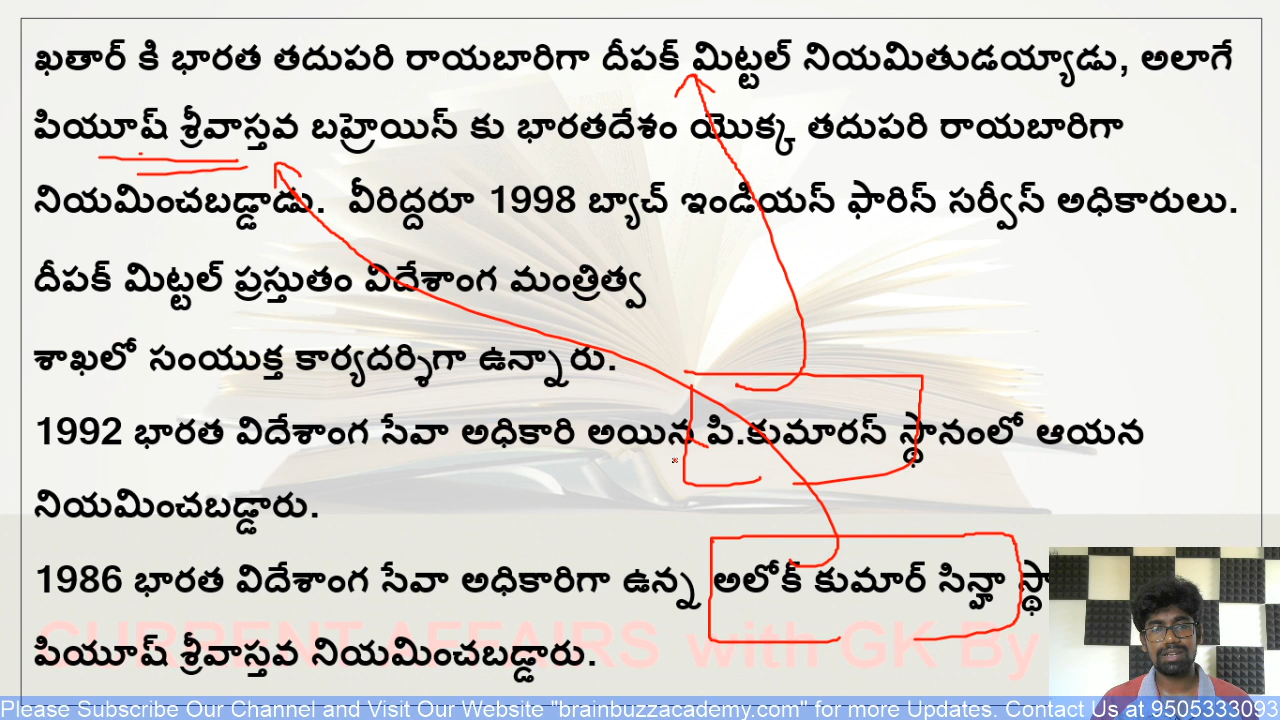 ఖతార్ కి భారత తదుపరి రాయబారిగా దీపక్ మిట్టల్ నియమితుడయ్యాడు, అలాగే
పియూష్ శ్రీవాస్తవ బహ్రెయిన్ కు భారతదేశం యొక్క తదుపరి రాయబారిగా
నియమించబడ్డాడు. వీరిద్దరూ 1998 బ్యాచ్ ఇండియన్ ఫారిన్ సర్వీస్ అధికారులు.
దీపక్ మిట్టల్ ప్రస్తుతం విదేశాంగ మంత్రిత్వ
శాఖలో సంయుక్త కార్యదర్శిగా ఉన్నారు.
1992 భారత విదేశాంగ సేవా అధికారి అయిన పి.కుమారన్ స్థానంలో ఆయన
నియమించబడ్డారు.
1986 భారత విదేశాంగ సేవా అధికారిగా ఉన్న అలోక్ కుమార్ సిన్హా స్థా
CURRENT AFFAIRS with GK By
పియూష్ శ్రీవాస్తవ నియమించబడ్డారు.
Please Subscribe Our Channel and Visit Our Website "brainbuzzacademy.com" for more Updates. Contact Us at 9505333093